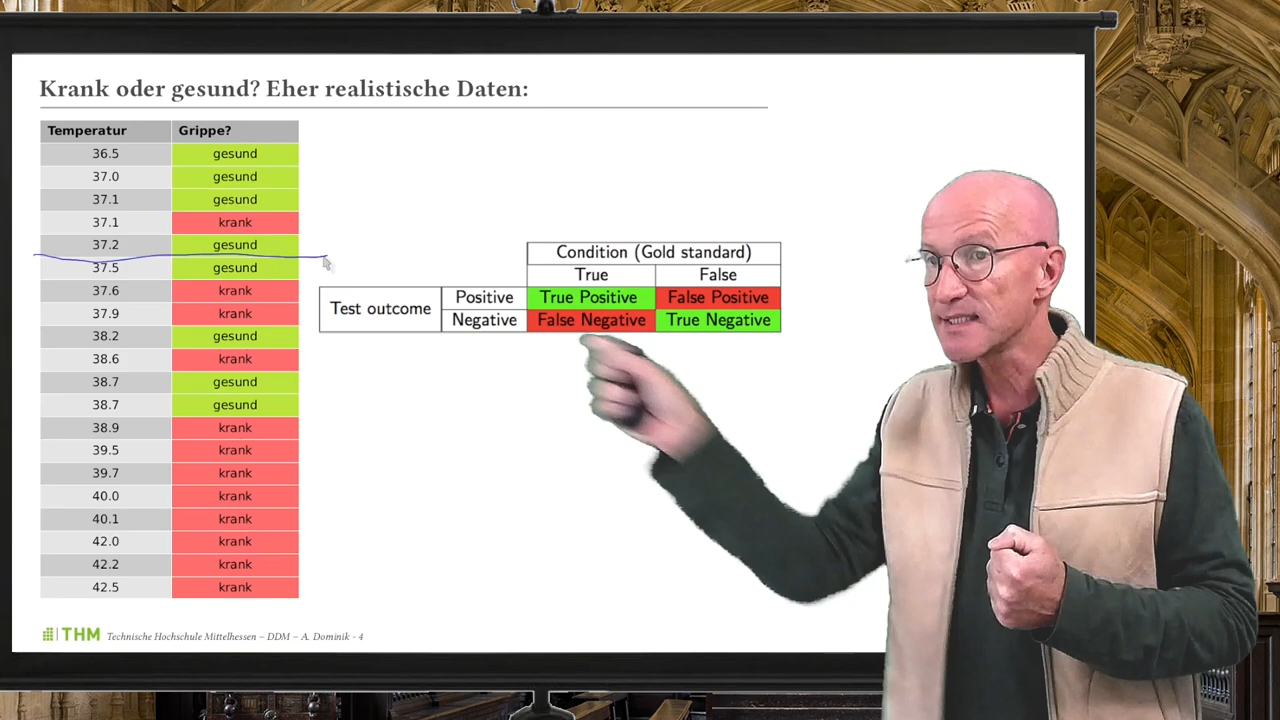 Krank oder gesund? Eher realistische Daten:
Temperatur Grippe?
36.5 gesund
37.0 gesund
37.1 gesund
37.1 krank
37.2 gesund
37.5 gesund
37.6 krank
37.9 krank
38.2 gesund
38.6 krank
38.7 gesund
38.7 gesund
38.9 krank
39.5 krank
39.7 krank
40.0 krank
40.1 krank
42.0 krank
42.2 krank
42.5 krank
Condition (Gold standard)
True False
Test outcome Positive True Positive False Positive
Negative False Negative True Negative
THM Technische Hochschule Mittelhessen – DDM – A. Dominik - 4